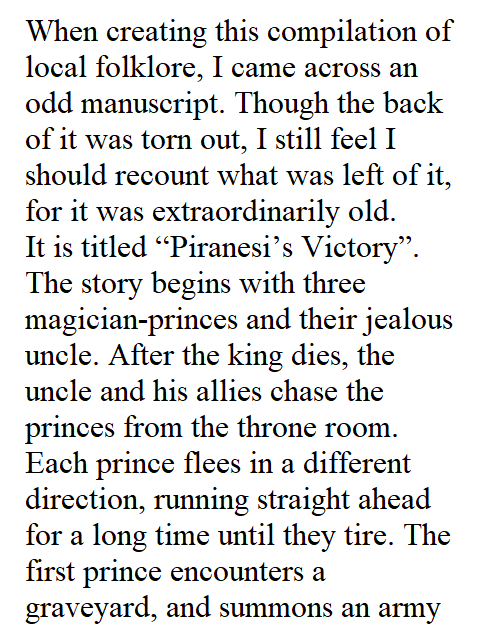 When creating this compilation of
local folklore, I came across an
odd manuscript. Though the back
of it was torn out, I still feel I
should recount what was left of it,
for it was extraordinarily old.
It is titled “Piranesi’s Victory”.
The story begins with three
magician-princes and their jealous
uncle. After the king dies, the
uncle and his allies chase the
princes from the throne room.
Each prince flees in a different
direction, running straight ahead
for a long time until they tire. The
first prince encounters a
graveyard, and summons an army